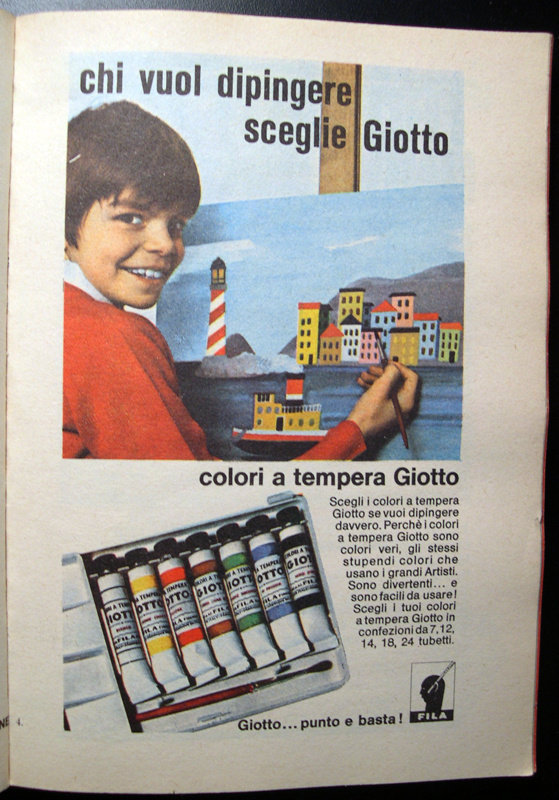 chi vuol dipingere
sceglie Giotto
colori a tempera Giotto
Scegli i colori a tempera
Giotto se vuoi dipingere
davvero. Perchè i colori
a tempera Giotto sono
colori veri, gli stessi
stupendi colori che
usano i grandi Artisti.
Sono divertenti... e
sono facili da usare!
Scegli i tuoi colori
a tempera Giotto in
confezioni da 7, 12,
14, 18, 24 tubetti.
Giotto... punto e basta!
FILA
4.